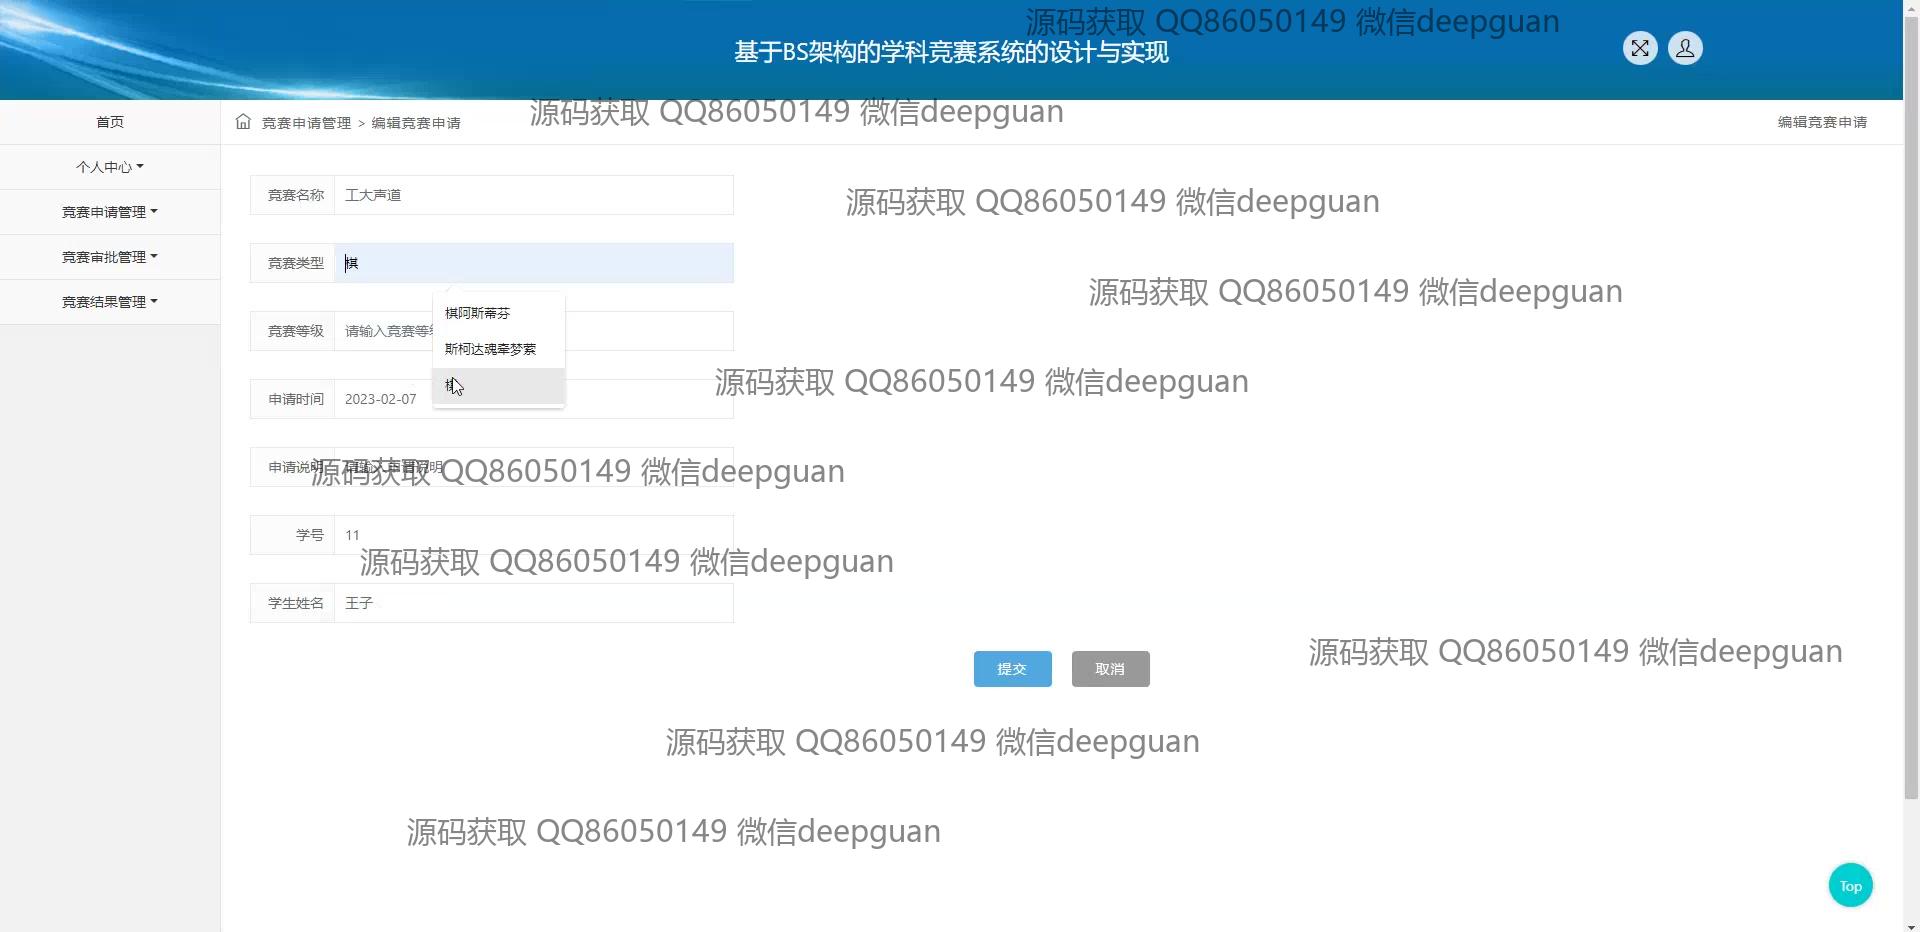 源码获取 QQ86050149 微信deepguan
基于BS架构的学科竞赛系统的设计与实现
源码获取 QQ86050149 微信deepguan
首页
竞赛申请管理 > 编辑竞赛申请
编辑竞赛申请
个人中心
竞赛申请管理
竞赛审批管理
竞赛结果管理
竞赛名称 工大声道
源码获取 QQ86050149 微信deepguan
竞赛类型 棋
源码获取 QQ86050149 微信deepguan
棋阿斯蒂芬
竞赛等级 请输入竞赛等
斯柯达魂牵梦萦
源码获取 QQ86050149 微信deepguan
申请时间 2023-02-07
申请说明
源码获取 QQ86050149 微信deepguan
学号 11
源码获取 QQ86050149 微信deepguan
学生姓名 王子
源码获取 QQ86050149 微信deepguan
提交 取消
源码获取 QQ86050149 微信deepguan
源码获取 QQ86050149 微信deepguan
Top